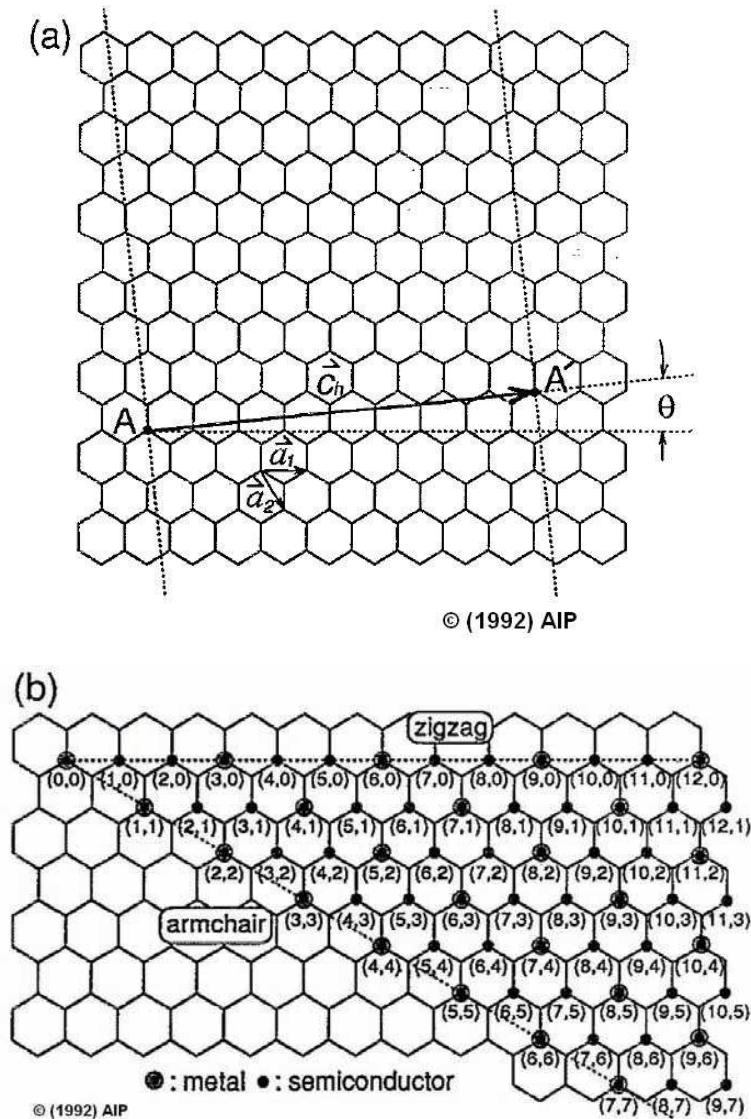 (a)
C⃗h
A′
A
θ
a⃗1
a⃗2
© (1992) AIP
(b)
zigzag
(0,0) (1,0) (2,0) (3,0) (4,0) (5,0) (6,0) (7,0) (8,0) (9,0) (10,0) (11,0) (12,0)
(1,1) (2,1) (3,1) (4,1) (5,1) (6,1) (7,1) (8,1) (9,1) (10,1) (11,1) (12,1)
(2,2) (3,2) (4,2) (5,2) (6,2) (7,2) (8,2) (9,2) (10,2) (11,2)
armchair
(3,3) (4,3) (5,3) (6,3) (7,3) (8,3) (9,3) (10,3) (11,3)
(4,4) (5,4) (6,4) (7,4) (8,4) (9,4) (10,4)
(5,5) (6,5) (7,5) (8,5) (9,5) (10,5)
(6,6) (7,6) (8,6) (9,6)
: metal : semiconductor
(7,7) (8,7) (9,7)
© (1992) AIP